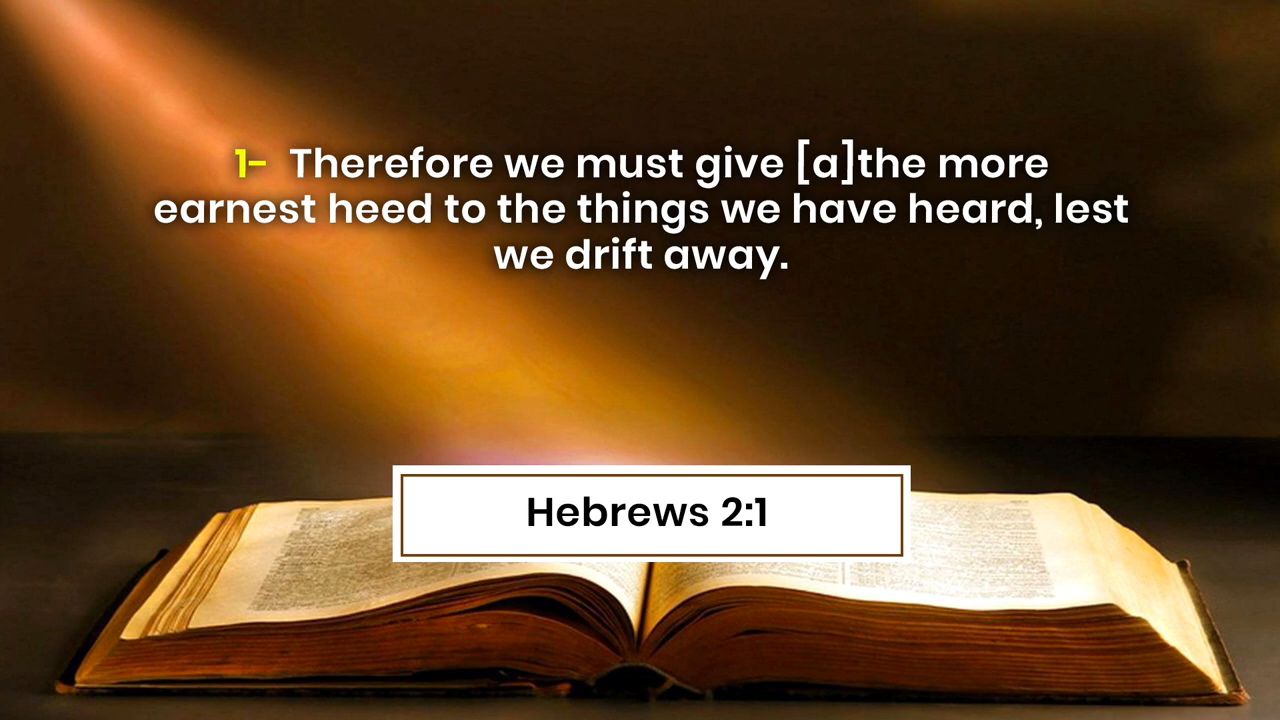 1- Therefore we must give [a]the more
earnest heed to the things we have heard, lest
we drift away.
Hebrews 2:1